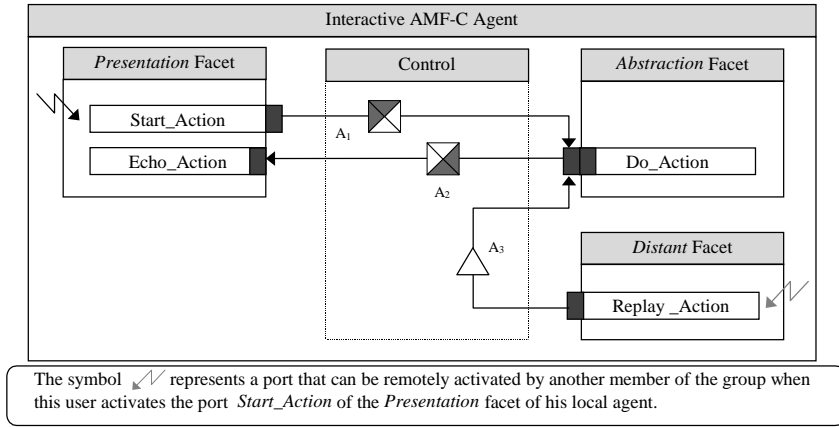 Interactive AMF-C Agent
Presentation Facet
Control
Abstraction Facet
Start_Action
A1
Echo_Action
A2
Do_Action
A3
Distant Facet
Replay _Action
The symbol represents a port that can be remotely activated by another member of the group when
this user activates the port Start_Action of the Presentation facet of his local agent.